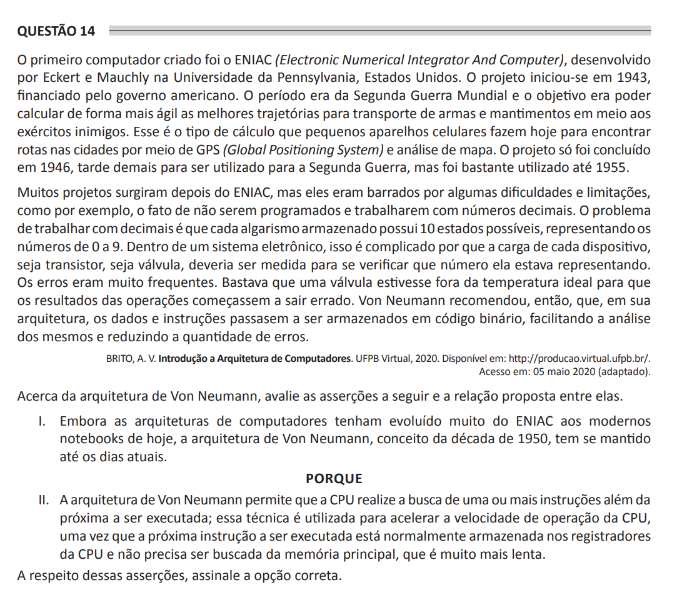 QUESTÃO 14
O primeiro computador criado foi o ENIAC (Electronic Numerical Integrator And Computer), desenvolvido
por Eckert e Mauchly na Universidade da Pennsylvania, Estados Unidos. O projeto iniciou-se em 1943,
financiado pelo governo americano. O período era da Segunda Guerra Mundial e o objetivo era poder
calcular de forma mais ágil as melhores trajetórias para transporte de armas e mantimentos em meio aos
exércitos inimigos. Esse é o tipo de cálculo que pequenos aparelhos celulares fazem hoje para encontrar
rotas nas cidades por meio de GPS (Global Positioning System) e análise de mapa. O projeto só foi concluído
em 1946, tarde demais para ser utilizado para a Segunda Guerra, mas foi bastante utilizado até 1955.
Muitos projetos surgiram depois do ENIAC, mas eles eram barrados por algumas dificuldades e limitações,
como por exemplo, o fato de não serem programados e trabalharem com números decimais. O problema
de trabalhar com decimais é que cada algarismo armazenado possui 10 estados possíveis, representando os
números de 0 a 9. Dentro de um sistema eletrônico, isso é complicado por que a carga de cada dispositivo,
seja transistor, seja válvula, deveria ser medida para se verificar que número ela estava representando.
Os erros eram muito frequentes. Bastava que uma válvula estivesse fora da temperatura ideal para que
os resultados das operações começassem a sair errado. Von Neumann recomendou, então, que, em sua
arquitetura, os dados e instruções passasem a ser armazenados em código binário, facilitando a análise
dos mesmos e reduzindo a quantidade de erros.
BRITO, A. V. Introdução a Arquitetura de Computadores. UFPB Virtual, 2020. Disponível em: http://producao.virtual.ufpb.br/.
Acesso em: 05 maio 2020 (adaptado).
Acerca da arquitetura de Von Neumann, avalie as asserções a seguir e a relação proposta entre elas.
I. Embora as arquiteturas de computadores tenham evoluído muito do ENIAC aos modernos
notebooks de hoje, a arquitetura de Von Neumann, conceito da década de 1950, tem se mantido
até os dias atuais.
PORQUE
II. A arquitetura de Von Neumann permite que a CPU realize a busca de uma ou mais instruções além da
próxima a ser executada; essa técnica é utilizada para acelerar a velocidade de operação da CPU,
uma vez que a próxima instrução a ser executada está normalmente armazenada nos registradores
da CPU e não precisa ser buscada da memória principal, que é muito mais lenta.
A respeito dessas asserções, assinale a opção correta.